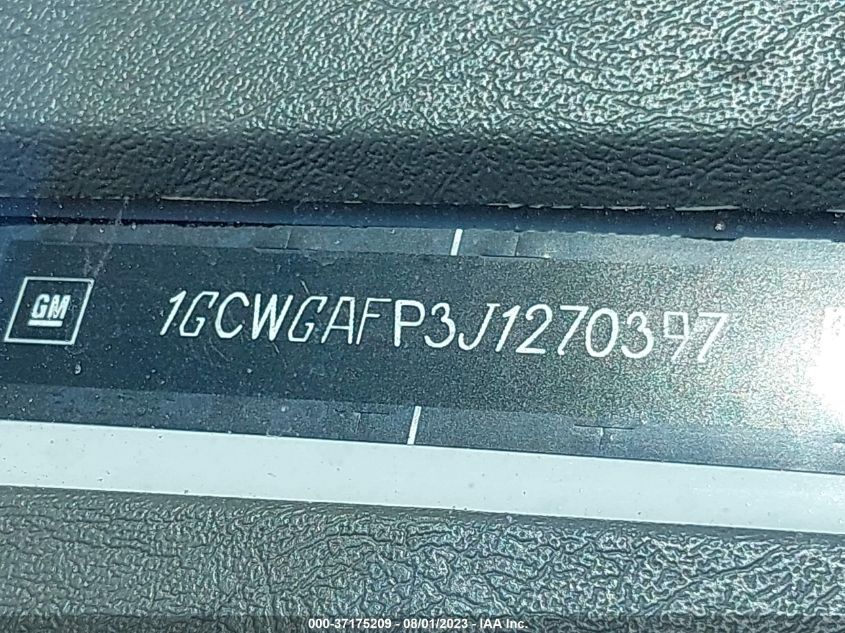 GM
1GCWGAFP3J1270397
000-37175209 - 08/01/2023 - IAA Inc.